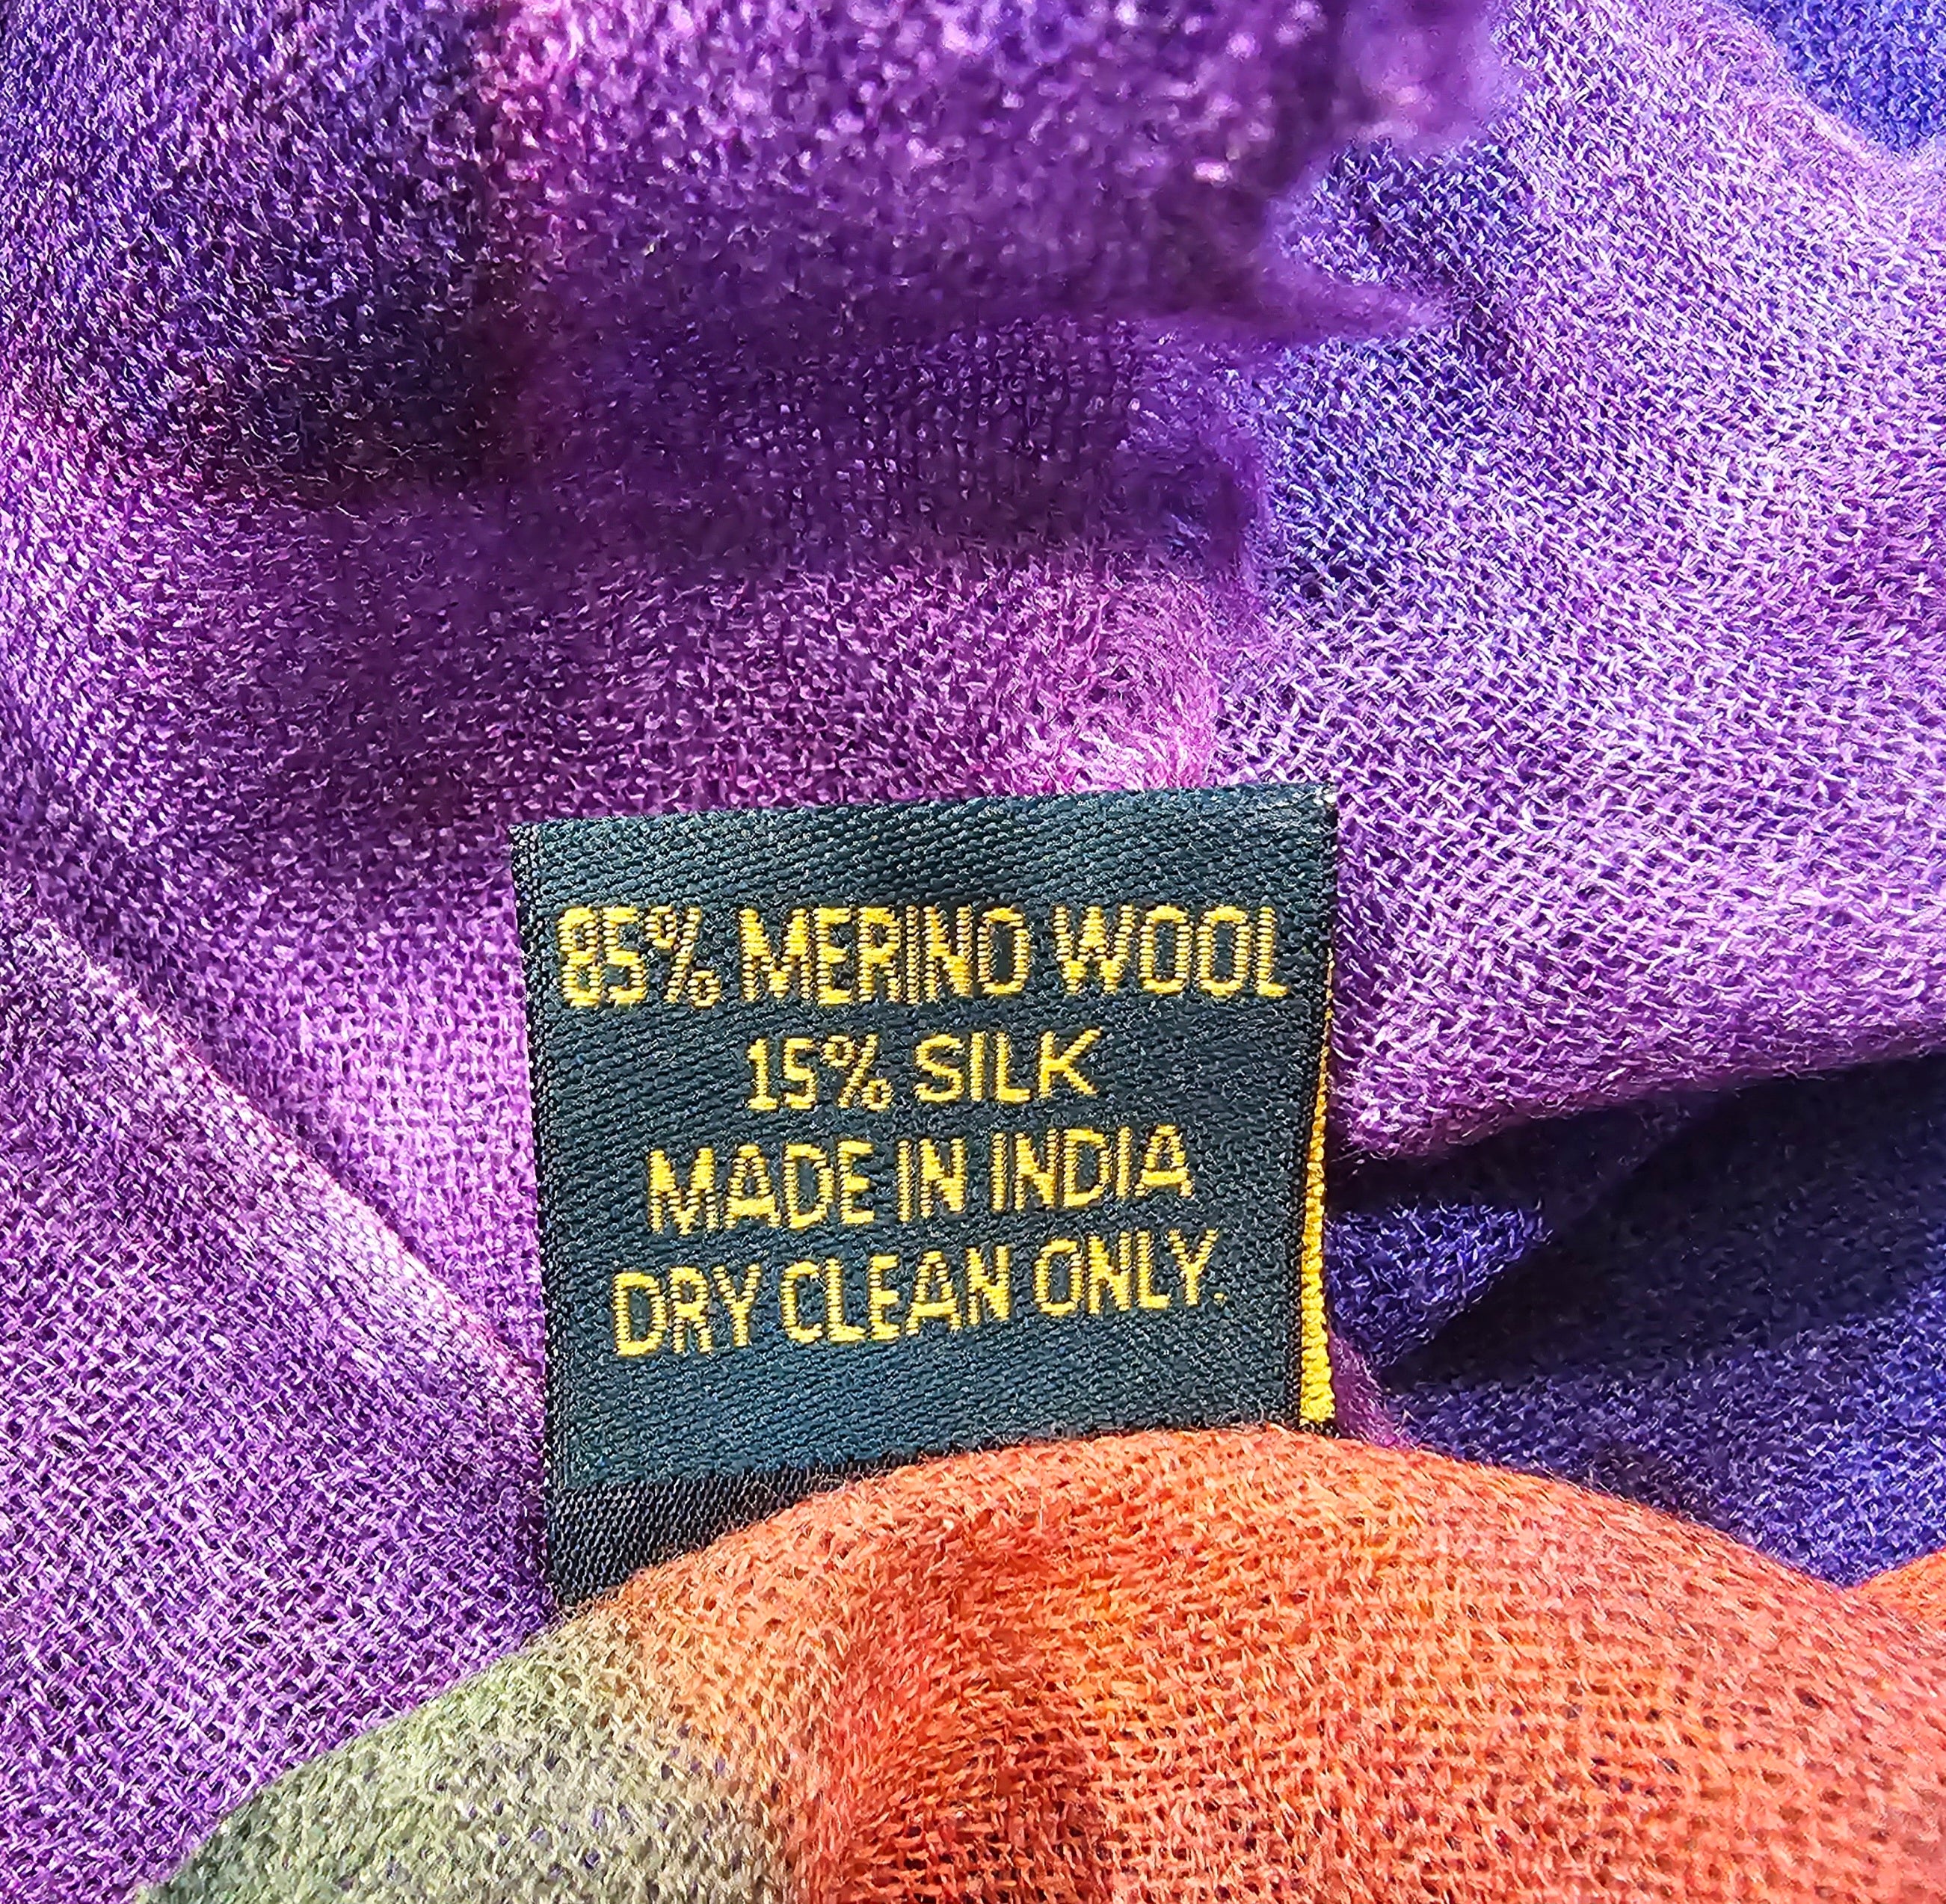 85% MERINO WOOL
15% SILK
MADE IN INDIA
DRY CLEAN ONLY.